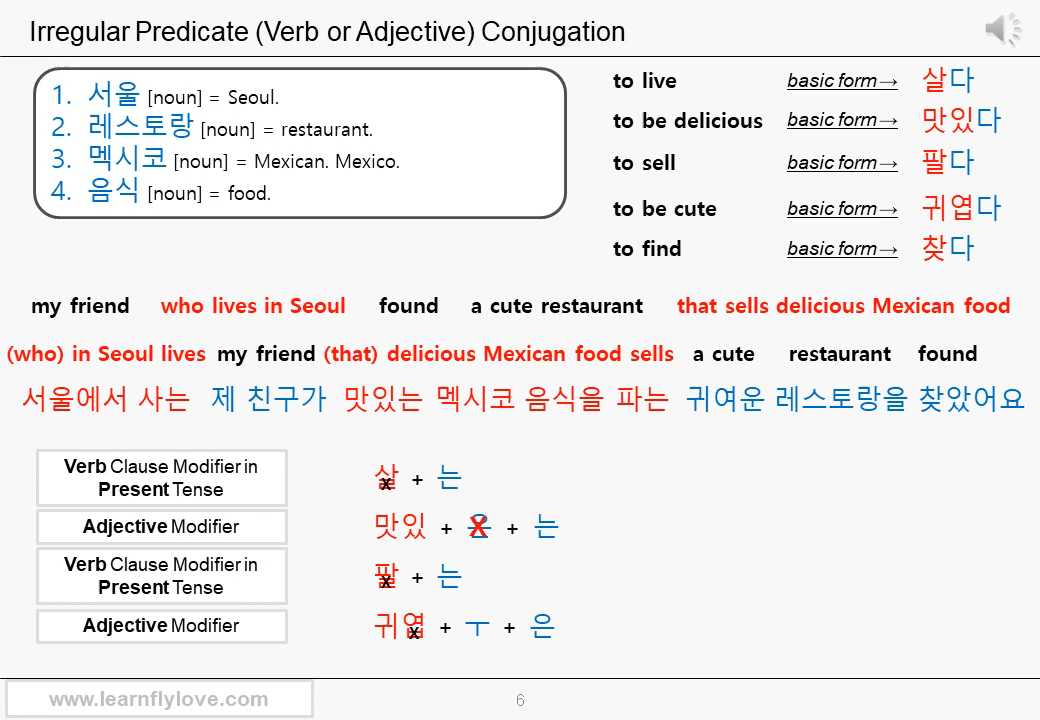 Irregular Predicate (Verb or Adjective) Conjugation
1. 서울 [noun] = Seoul.
2. 레스토랑 [noun] = restaurant.
3. 멕시코 [noun] = Mexican. Mexico.
4. 음식 [noun] = food.
to live basic form→ 살다
to be delicious basic form→ 맛있다
to sell basic form→ 팔다
to be cute basic form→ 귀엽다
to find basic form→ 찾다
my friend who lives in Seoul found a cute restaurant that sells delicious Mexican food
(who) in Seoul lives my friend (that) delicious Mexican food sells a cute restaurant found
서울에서 사는 제 친구가 맛있는 멕시코 음식을 파는 귀여운 레스토랑을 찾았어요
Verb Clause Modifier in
Present Tense
살 x + 는
Adjective Modifier
맛있 + 은 X + 는
Verb Clause Modifier in
Present Tense
팔 x + 는
Adjective Modifier
귀엽 x + ㅜ + 은
www.learnflylove.com
6